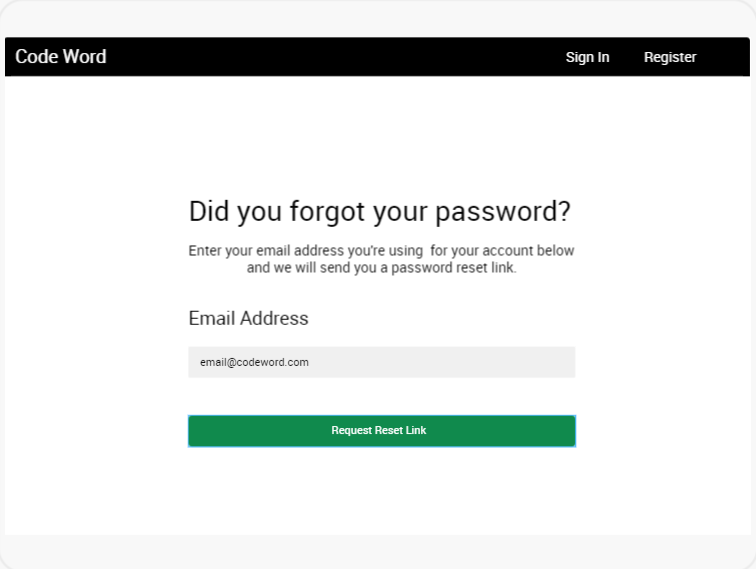 Code Word
Sign In Register
Did you forgot your password?
Enter your email address you're using  for your account below
and we will send you a password reset link.
Email Address
email@codeword.com
Request Reset Link